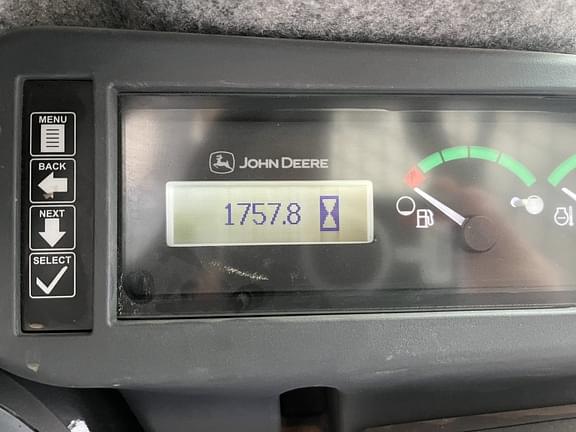 MENU
BACK
NEXT
SELECT
JOHN DEERE
1757.8